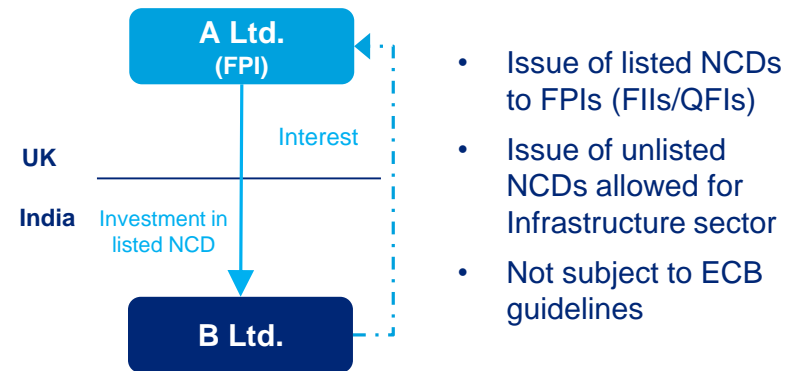 A Ltd.
(FPI)
Interest
UK
India
Investment in
listed NCD
B Ltd.
• Issue of listed NCDs
to FPIs (FIIs/QFIs)
• Issue of unlisted
NCDs allowed for
Infrastructure sector
• Not subject to ECB
guidelines